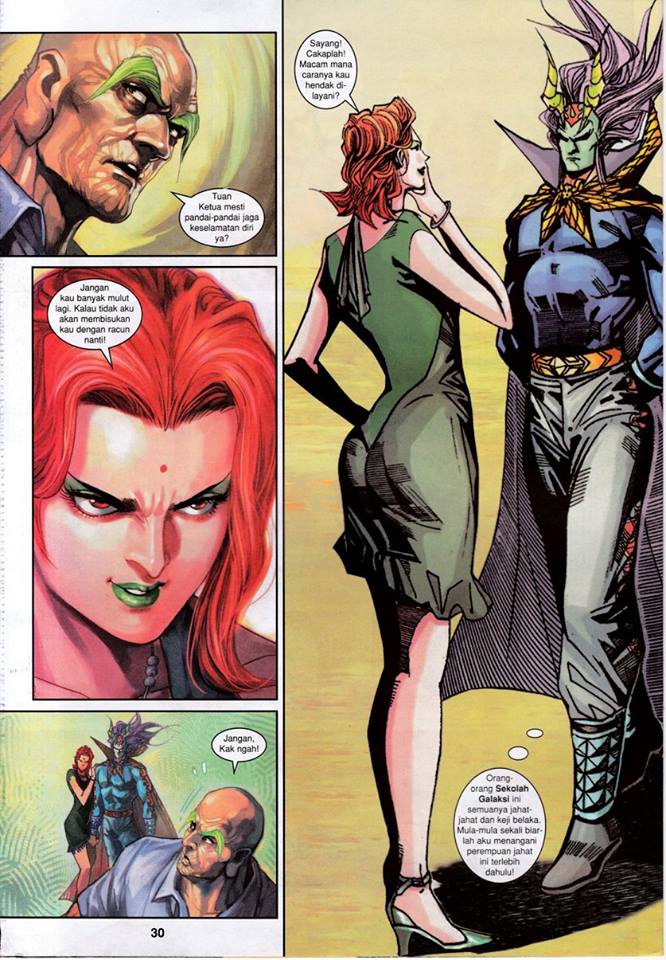 Tuan
Ketua mesti
pandai-pandai jaga
keselamatan diri
ya?
Jangan
kau banyak mulut
lagi. Kalau tidak aku
akan membisukan
kau dengan racun
nanti!
Jangan,
Kak ngah!
Sayang!
Cakaplah!
Macam mana
caranya kau
hendak di-
layani?
Orang-
orang Sekolah
Galaksi ini
semuanya jahat-
jahat dan keji belaka.
Mula-mula sekali biar-
lah aku menangani
perempuan jahat
ini terlebih
dahulu!
30